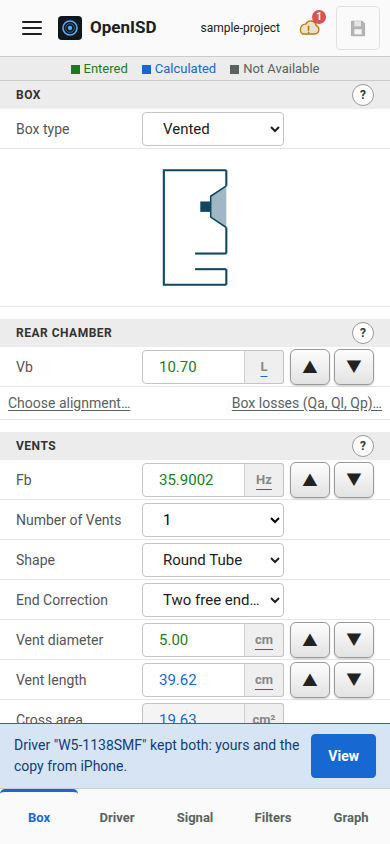 OpenISD
sample-project
1
Entered
Calculated
Not Available
BOX
?
Box type
Vented
REAR CHAMBER
?
Vb
10.70
L
Choose alignment...
Box losses (Qa, Ql, Qp)...
VENTS
?
Fb
35.9002
Hz
Number of Vents
1
Shape
Round Tube
End Correction
Two free end...
Vent diameter
5.00
cm
Vent length
39.62
cm
Cross area
19.63
cm²
Driver "W5-1138SMF" kept both: yours and the
copy from iPhone.
View
Box
Driver
Signal
Filters
Graph